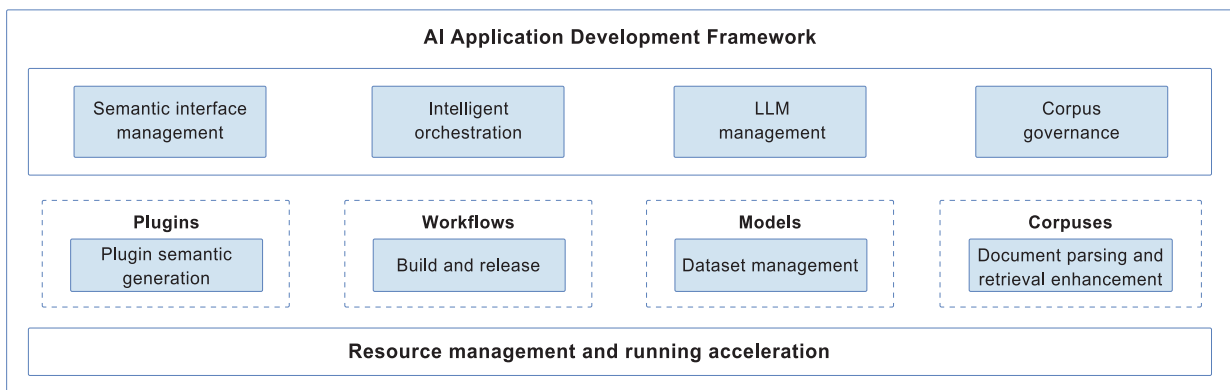 AI Application Development Framework
Semantic interface
management
Intelligent
orchestration
LLM
management
Corpus
governance
Plugins
Plugin semantic
generation
Workflows
Build and release
Models
Dataset management
Corpuses
Document parsing and
retrieval enhancement
Resource management and running acceleration